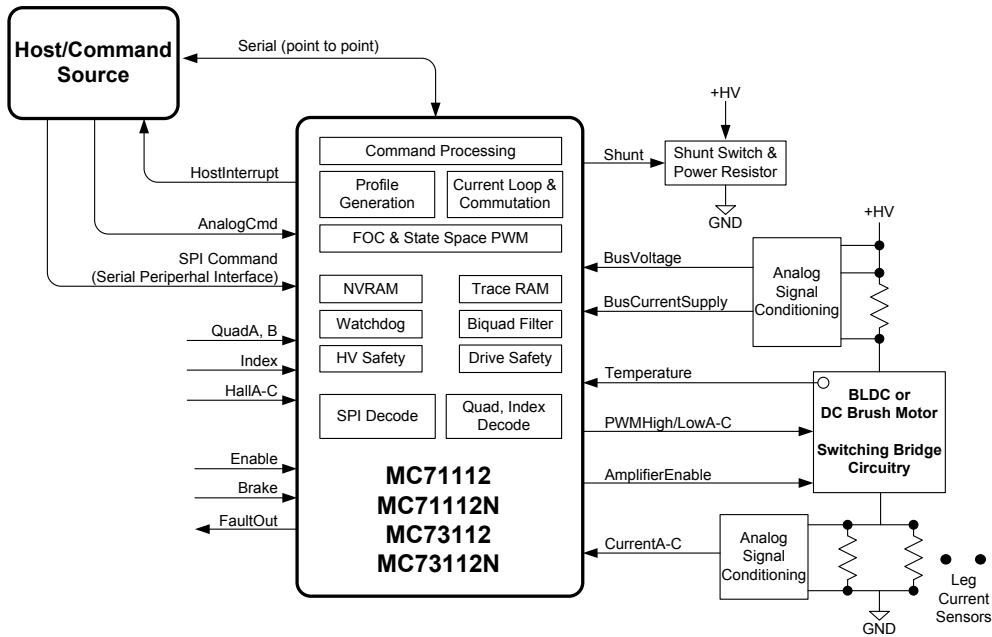 Host/Command
Source
Serial (point to point)
HostInterrupt
AnalogCmd
SPI Command
(Serial Periperhal Interface)
QuadA, B
Index
HallA-C
Enable
Brake
FaultOut
Command Processing
Profile
Generation
Current Loop &
Commutation
FOC & State Space PWM
NVRAM
Trace RAM
Watchdog
Biquad Filter
HV Safety
Drive Safety
SPI Decode
Quad, Index
Decode
MC71112
MC71112N
MC73112
MC73112N
Shunt
+HV
Shunt Switch &
Power Resistor
GND
BusVoltage
BusCurrentSupply
Analog
Signal
Conditioning
+HV
Temperature
PWMHigh/LowA-C
AmplifierEnable
BLDC or
DC Brush Motor
Switching Bridge
Circuitry
CurrentA-C
Analog
Signal
Conditioning
GND
Leg
Current
Sensors